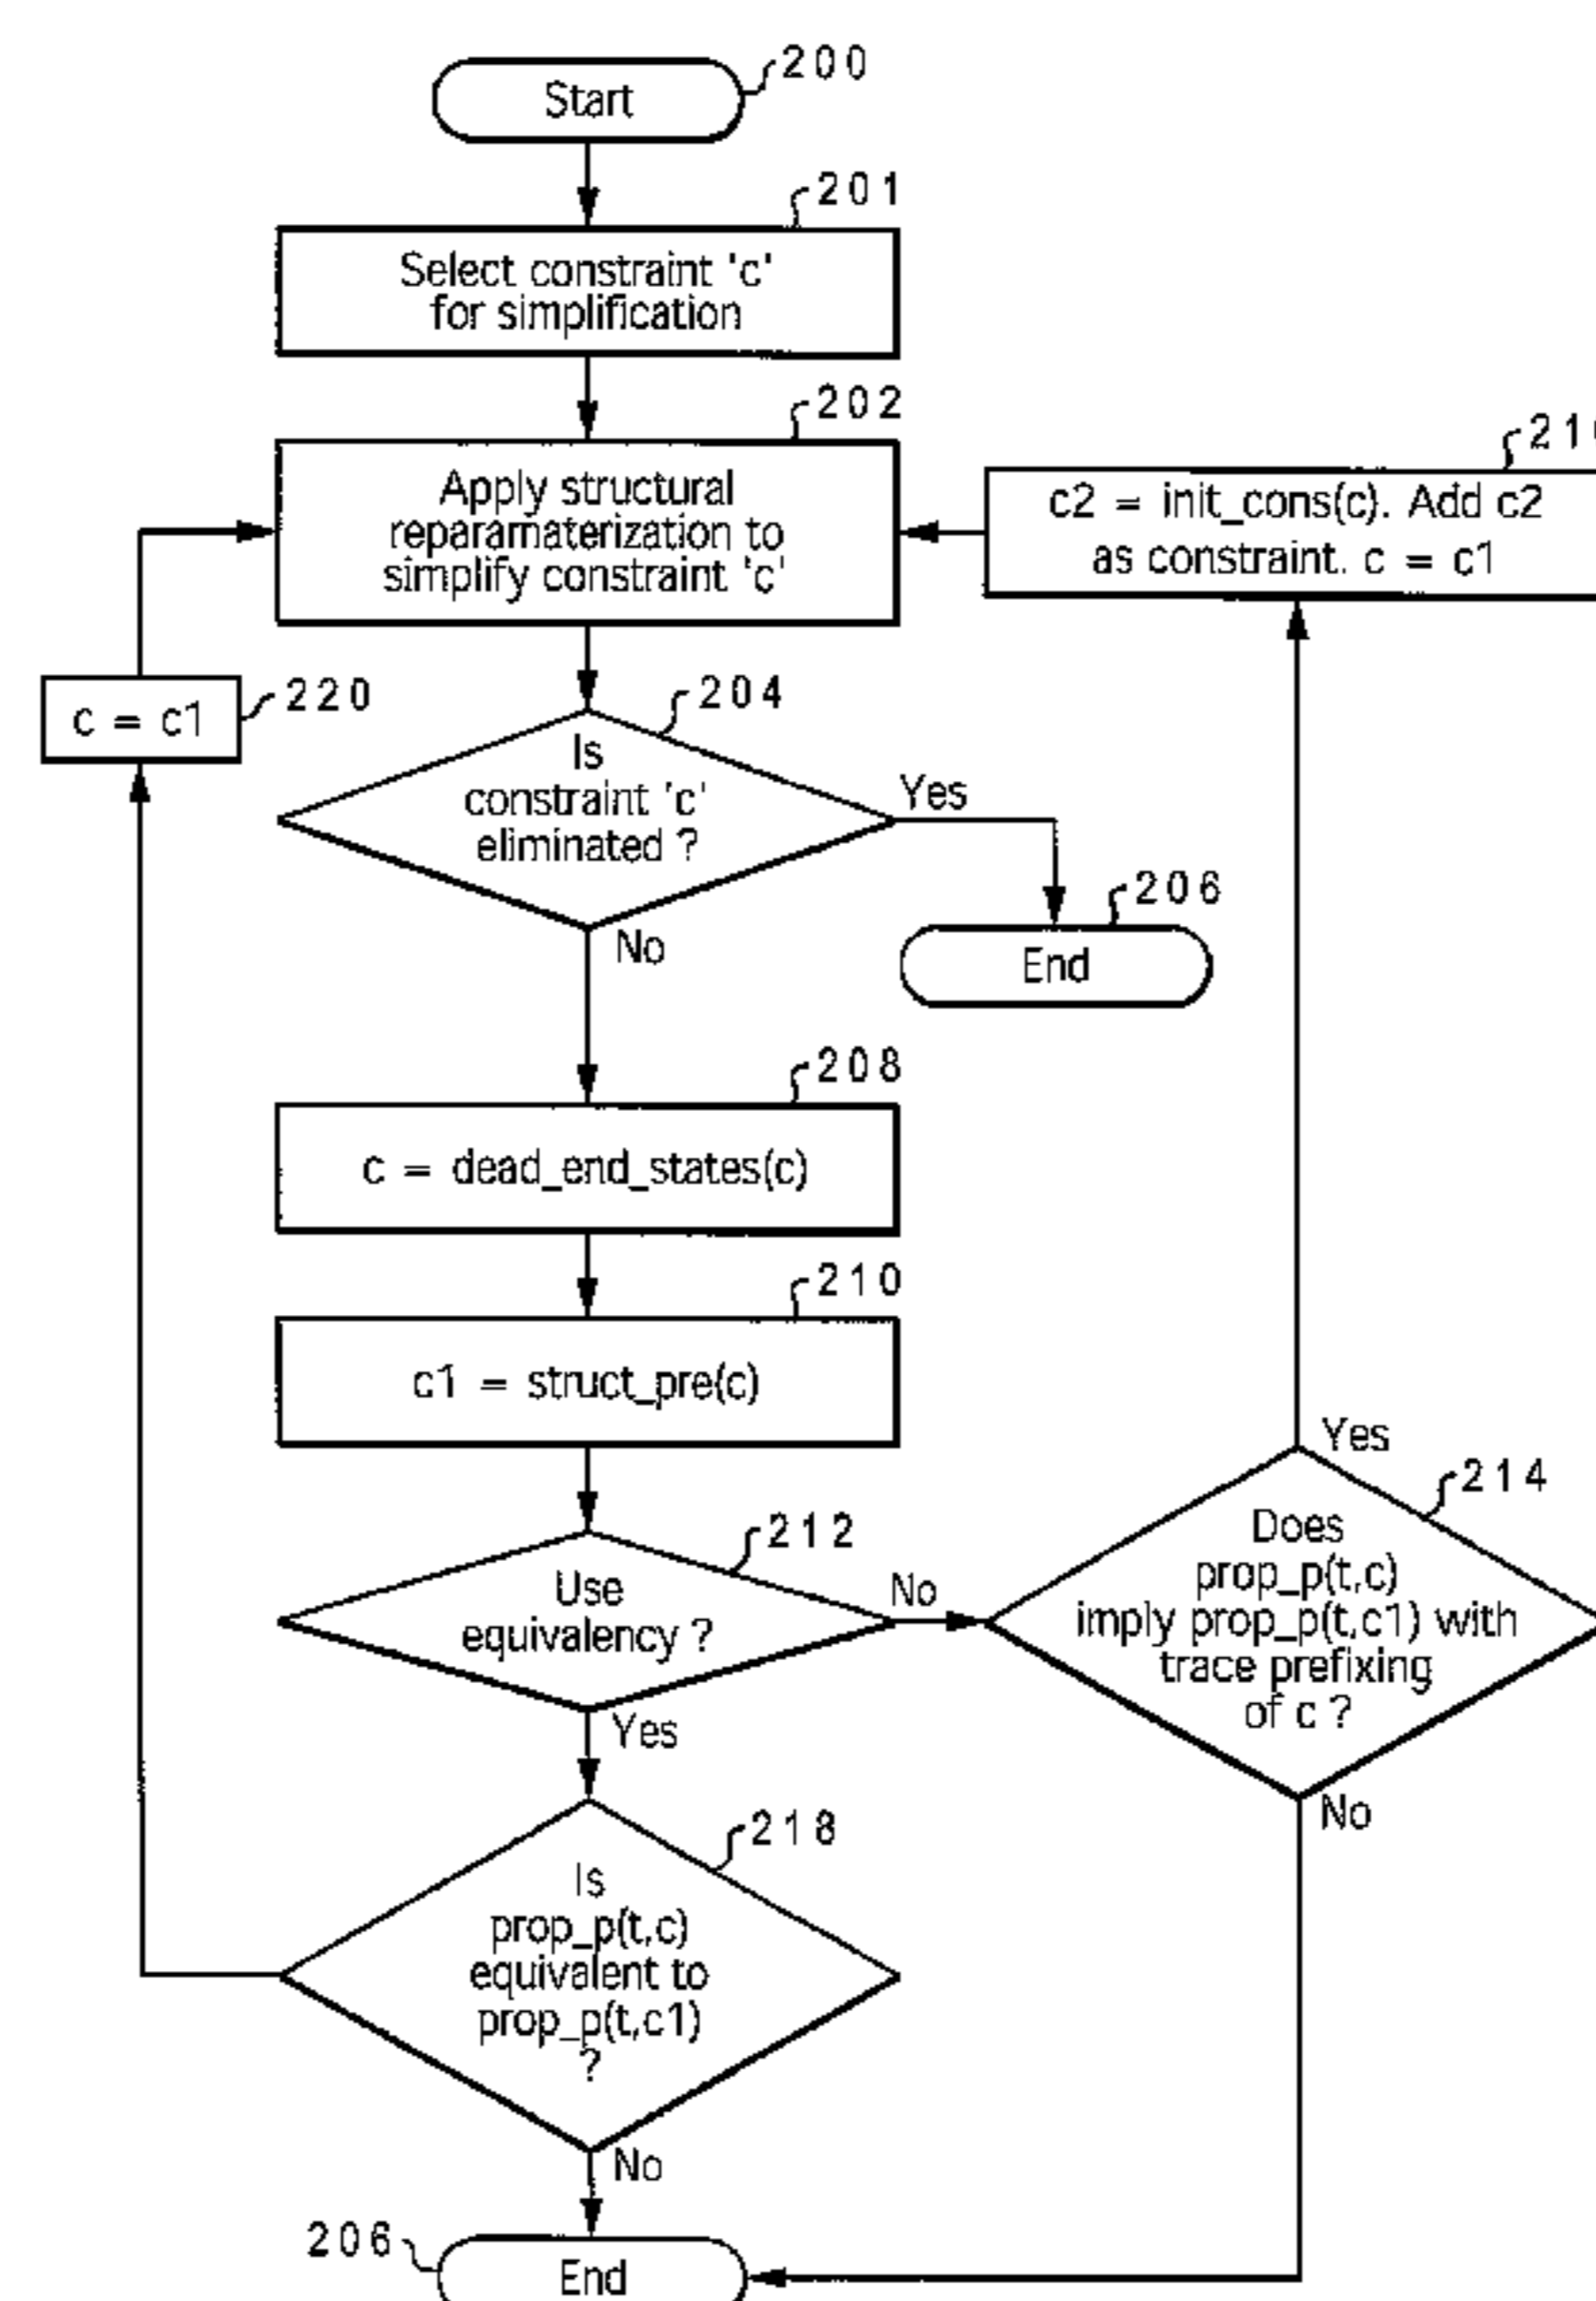 Start
200
201
Select constraint 'c'
for simplification
202
Apply structural
reparamaterization to
simplify constraint 'c'
c2 = init_cons(c). Add c2
as constraint. c = c1
c = c1
220
204
Is
constraint 'c'
eliminated ?
Yes
No
206
End
208
c = dead_end_states(c)
210
c1 = struct_pre(c)
212
Use
equivalency ?
No
Yes
Yes
214
Does
prop_p(t,c)
imply prop_p(t,c1) with
trace prefixing
of c ?
No
218
Is
prop_p(t,c)
equivalent to
prop_p(t,c1)
?
No
206
End